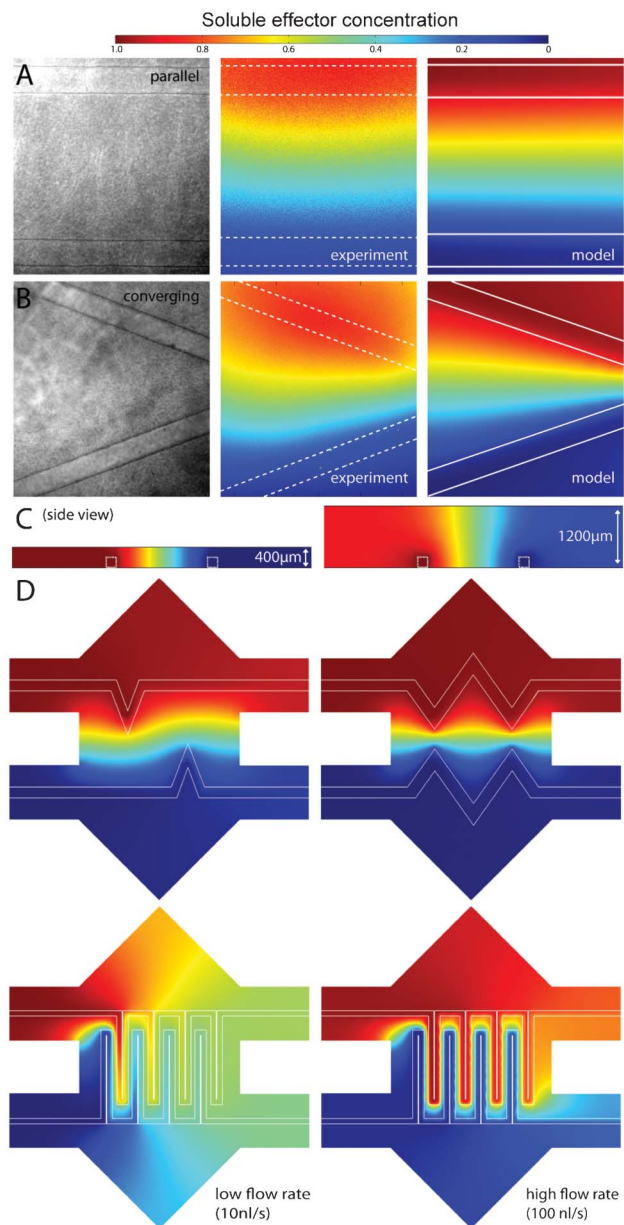 Soluble effector concentration
1.0 0.8 0.6 0.4 0.2 0
A parallel
experiment
model
B converging
experiment
model
C (side view)
400μm
1200μm
D
low flow rate
(10nl/s)
high flow rate
(100 nl/s)